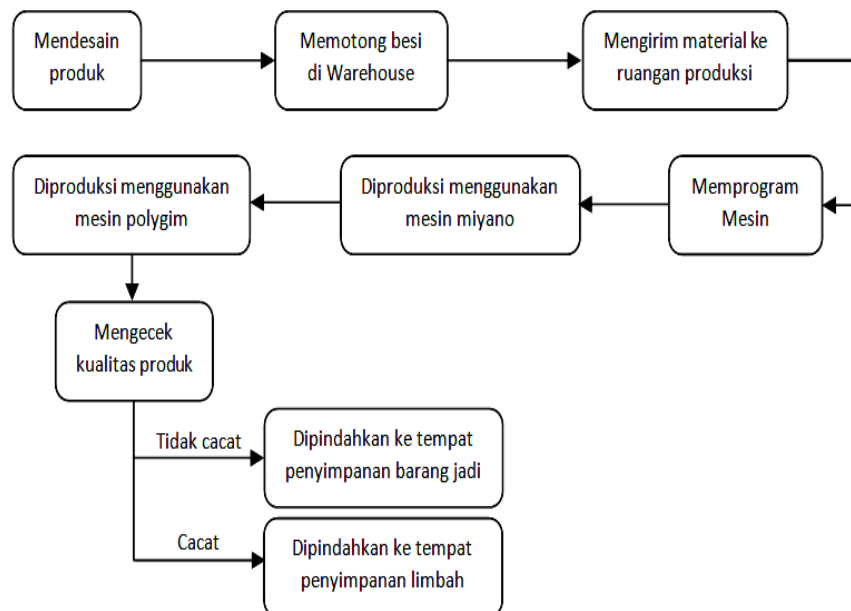 Mendesain
produk
Memotong besi
di Warehouse
Mengirim material ke
ruangan produksi
Memprogram
Mesin
Diproduksi menggunakan
mesin miyano
Diproduksi menggunakan
mesin polygim
Mengecek
kualitas produk
Tidak cacat
Dipindahkan ke tempat
penyimpanan barang jadi
Cacat
Dipindahkan ke tempat
penyimpanan limbah